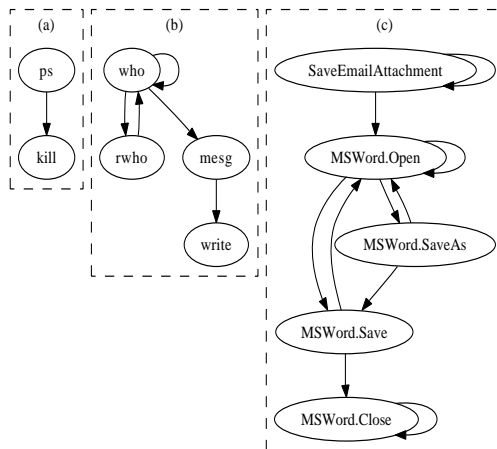 (a)
ps
kill
(b)
who
rwho
mesg
write
(c)
SaveEmailAttachment
MSWord.Open
MSWord.SaveAs
MSWord.Save
MSWord.Close